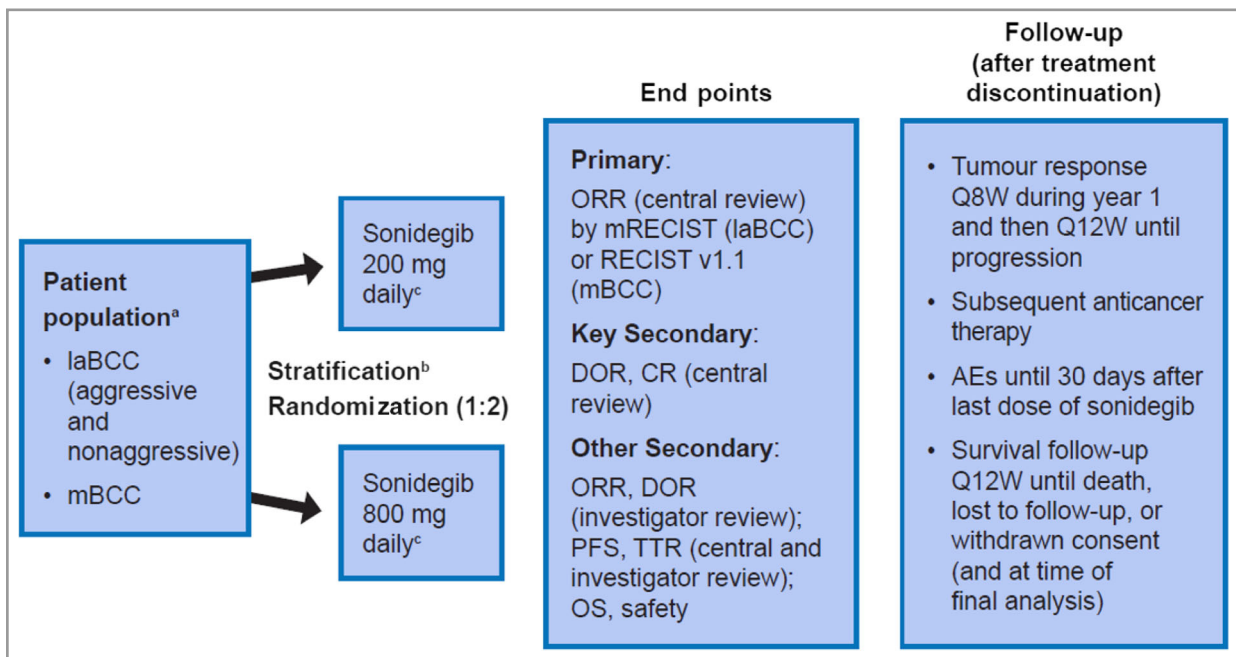 Patient
populationᵃ
• laBCC
(aggressive
and
nonaggressive)
• mBCC
Sonidegib
200 mg
dailyᶜ
Stratificationᵇ
Randomization (1:2)
Sonidegib
800 mg
dailyᶜ
End points
Primary:
ORR (central review)
by mRECIST (laBCC)
or RECIST v1.1
(mBCC)
Key Secondary:
DOR, CR (central
review)
Other Secondary:
ORR, DOR
(investigator review);
PFS, TTR (central and
investigator review);
OS, safety
Follow-up
(after treatment
discontinuation)
• Tumour response
Q8W during year 1
and then Q12W until
progression
• Subsequent anticancer
therapy
• AEs until 30 days after
last dose of sonidegib
• Survival follow-up
Q12W until death,
lost to follow-up, or
withdrawn consent
(and at time of
final analysis)